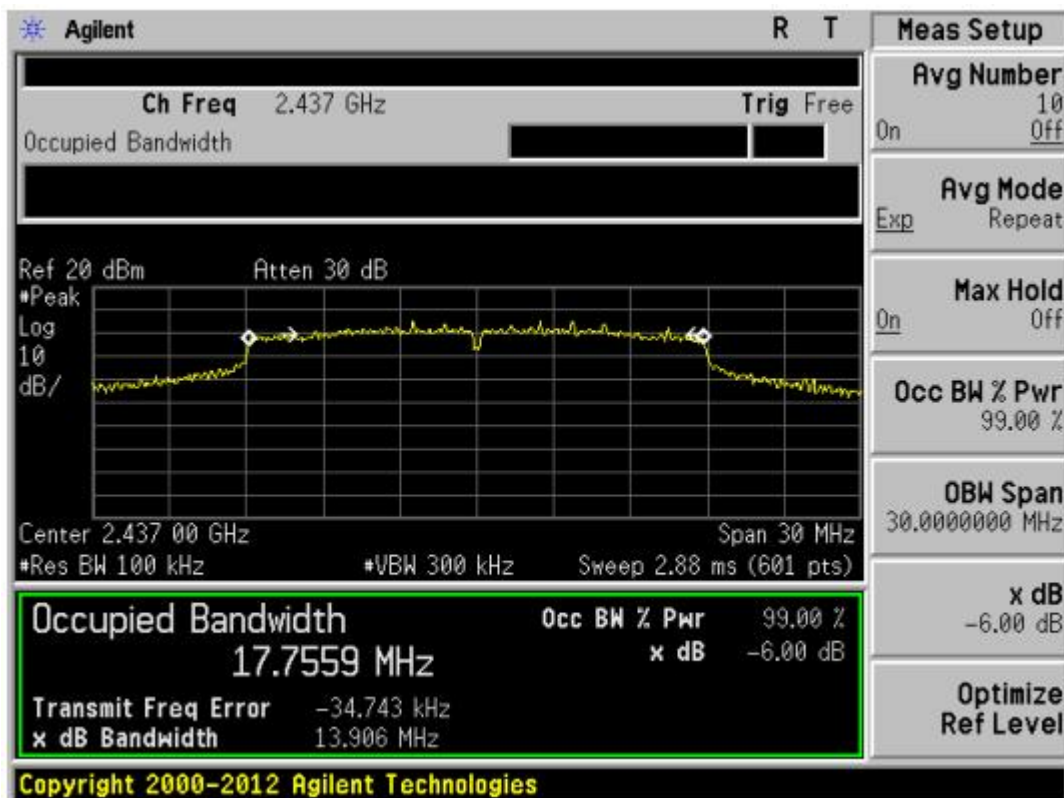 Agilent R T
Ch Freq 2.437 GHz Trig Free
Occupied Bandwidth
Ref 20 dBm Atten 30 dB
#Peak
Log
10
dB/
Center 2.437 00 GHz Span 30 MHz
#Res BW 100 kHz #VBW 300 kHz Sweep 2.88 ms (601 pts)
Occupied Bandwidth
17.7559 MHz
Occ BW % Pwr 99.00 %
x dB -6.00 dB
Transmit Freq Error -34.743 kHz
x dB Bandwidth 13.906 MHz
Copyright 2000-2012 Agilent Technologies
Meas Setup
Avg Number
10
On Off
Avg Mode
Exp Repeat
Max Hold
On Off
Occ BW % Pwr
99.00 %
OBW Span
30.0000000 MHz
x dB
-6.00 dB
Optimize
Ref Level